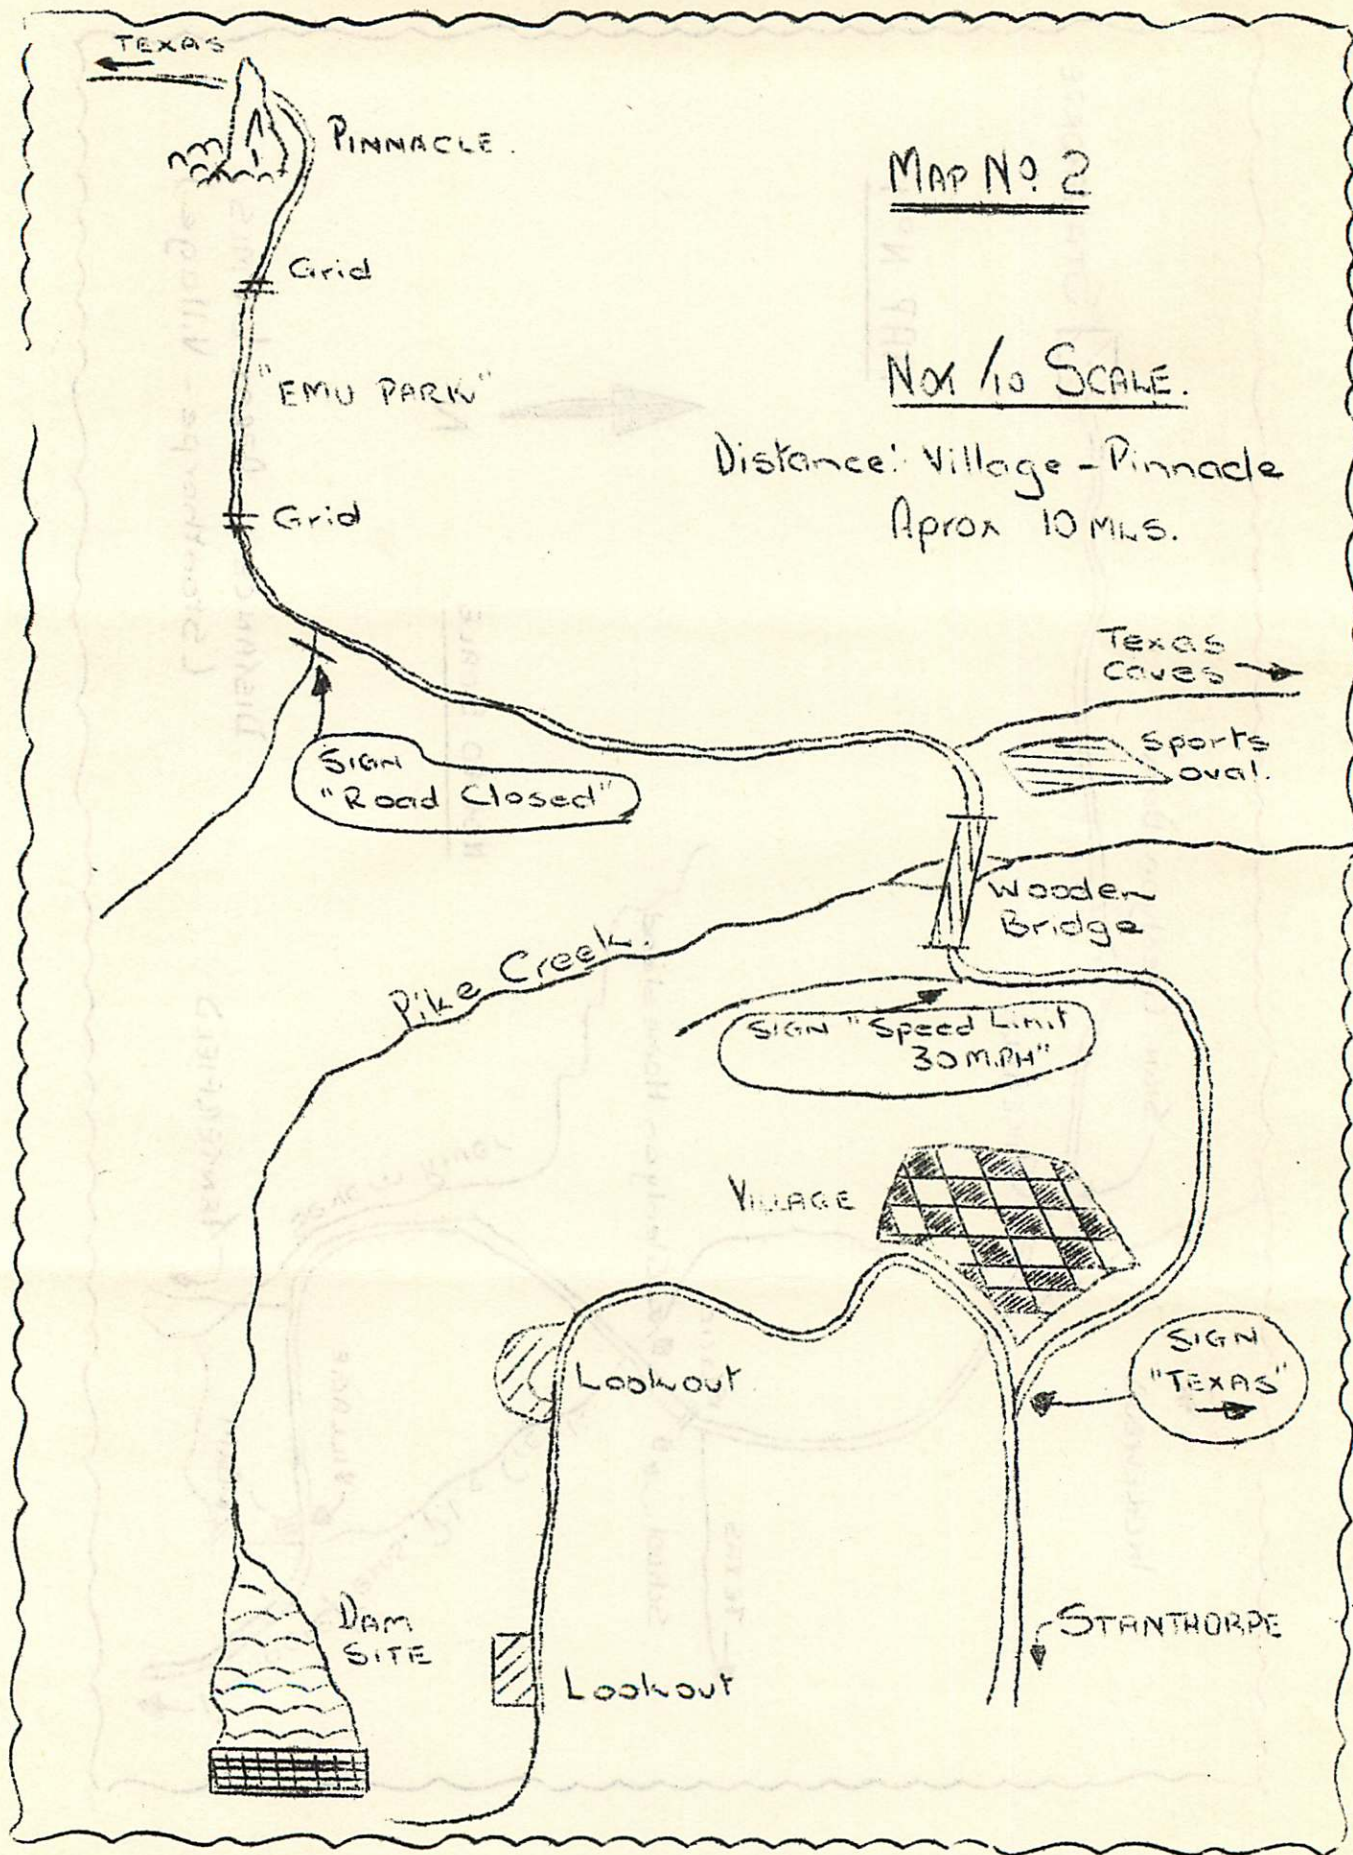 TEXAS
PINNACLE.
MAP No. 2
Grid
"EMU PARK"
Not to SCALE.
Distance: Village - Pinnacle
Aprox 10 MLS.
Grid
Texas
Caves
Sports
oval.
SIGN
"Road Closed"
Wooden
Bridge
Pike Creek.
SIGN "Speed Limit
30 M.P.H"
VILLAGE
SIGN
"TEXAS"
Lookout
DAM
SITE
STANTHORPE
Lookout